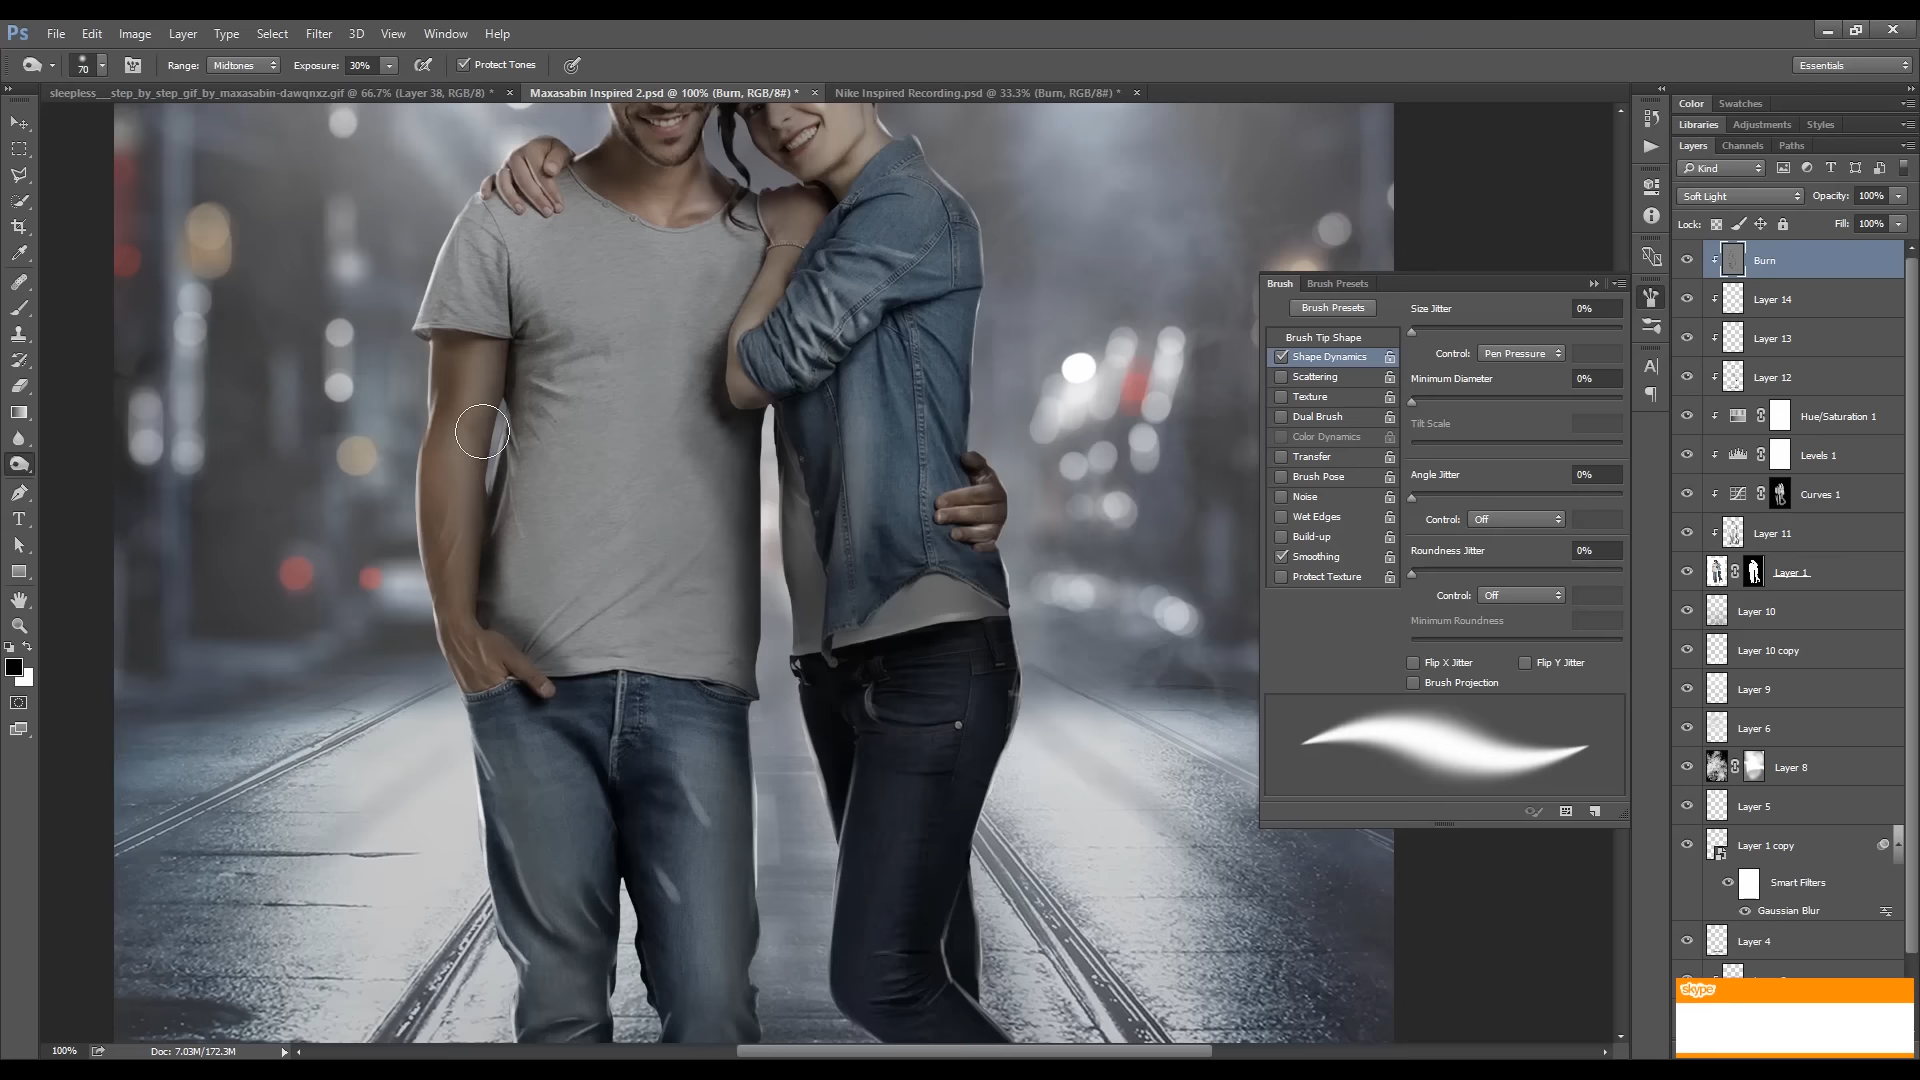 Ps File Edit Image Layer Type Select Filter 3D View Window Help
70 Range: Midtones Exposure: 30% Protect Tones Essentials
sleepless___step_by_step_gif_by_maxasabin-dawqnxz.gif @ 66.7% (Layer 38, RGB/8) * × Maxasabin Inspired 2.psd @ 100% (Burn, RGB/8#) * × Nike Inspired Recording.psd @ 33.3% (Burn, RGB/8#) * ×
Color Swatches
Libraries Adjustments Styles
Layers Channels Paths
Kind
Soft Light Opacity: 100%
Lock: Fill: 100%
Burn
Layer 14
Layer 13
Layer 12
Hue/Saturation 1
Levels 1
Curves 1
Layer 11
Layer 1
Layer 10
Layer 10 copy
Layer 9
Layer 6
Layer 8
Layer 5
Layer 1 copy
Smart Filters
Gaussian Blur
Layer 4
skype
Brush Brush Presets
Brush Presets
Brush Tip Shape
Shape Dynamics
Scattering
Texture
Dual Brush
Color Dynamics
Transfer
Brush Pose
Noise
Wet Edges
Build-up
Smoothing
Protect Texture
Size Jitter 0%
Control: Pen Pressure
Minimum Diameter 0%
Tilt Scale
Angle Jitter 0%
Control: Off
Roundness Jitter 0%
Control: Off
Minimum Roundness
Flip X Jitter Flip Y Jitter
Brush Projection
100% Doc: 7.03M/172.3M